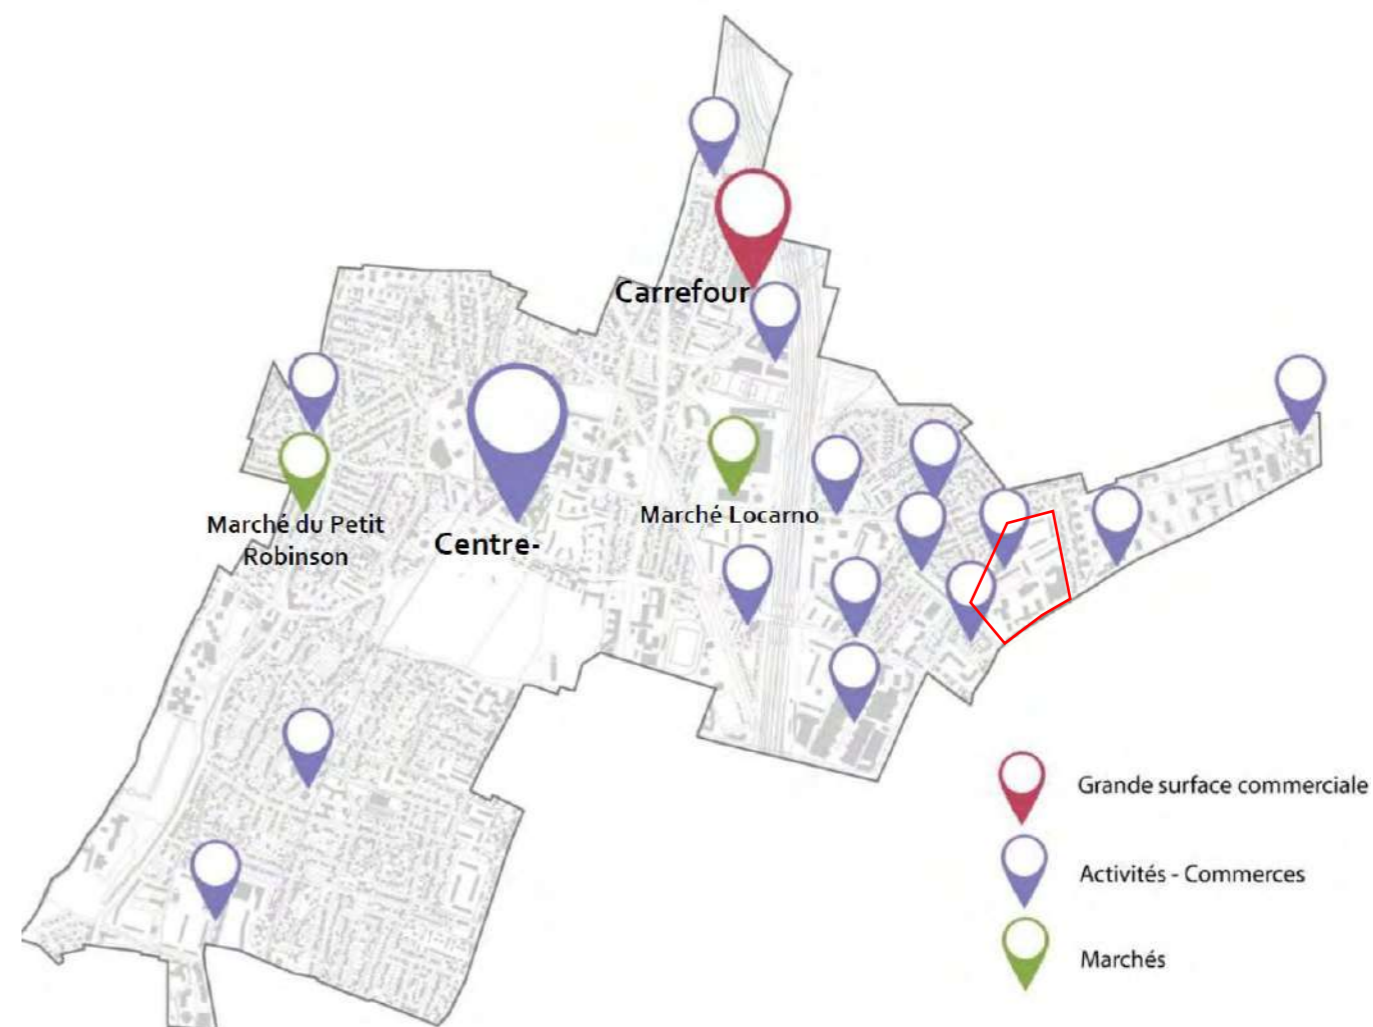 Carrefour
Marché du Petit
Robinson
Centre-
Marché Locarno
Grande surface commerciale
Activités - Commerces
Marchés